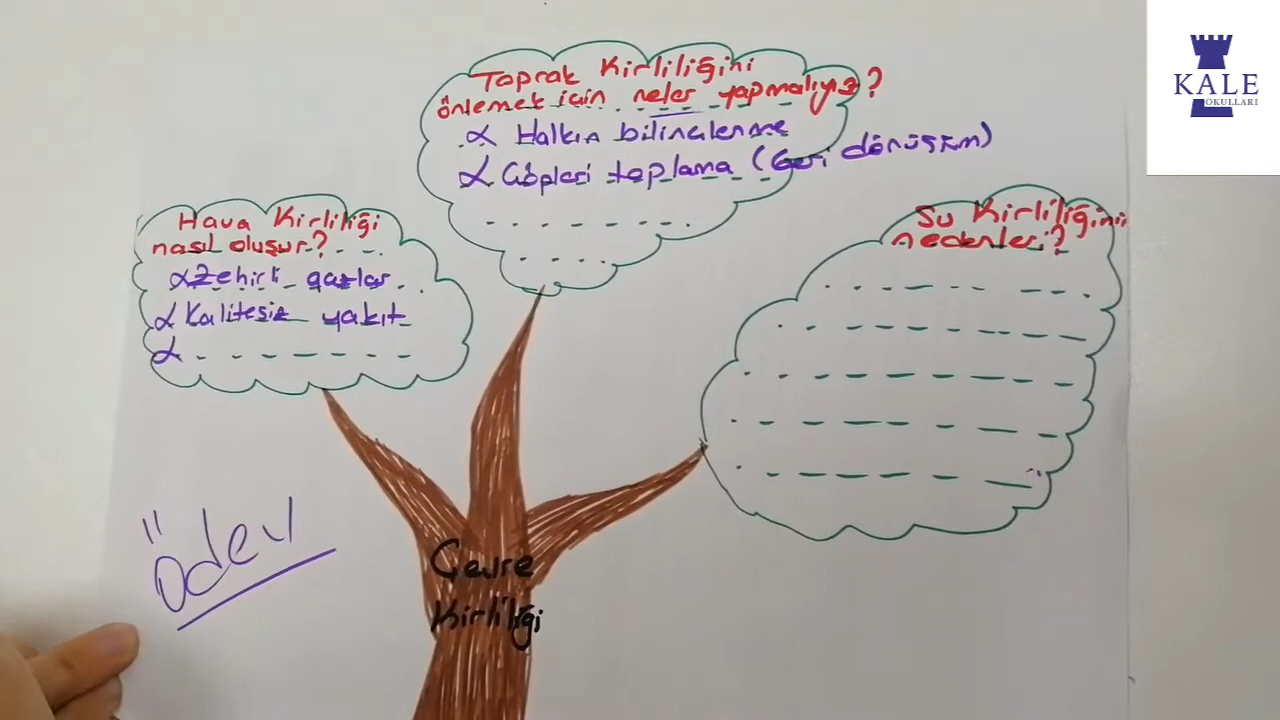 KALE
OKULLARI
Toprak Kirliliğini
önlemek için neler yapmalıyız?
α Halkın bilinçlenme
α Çöpleri toplama (Geri dönüşüm)
Hava Kirliliği
nasıl oluşur?
α Zehirli gazlar
α Kalitesiz yakıt
α
Su Kirliliğinin
nedenleri?
Ödev
Çevre
Kirliliği